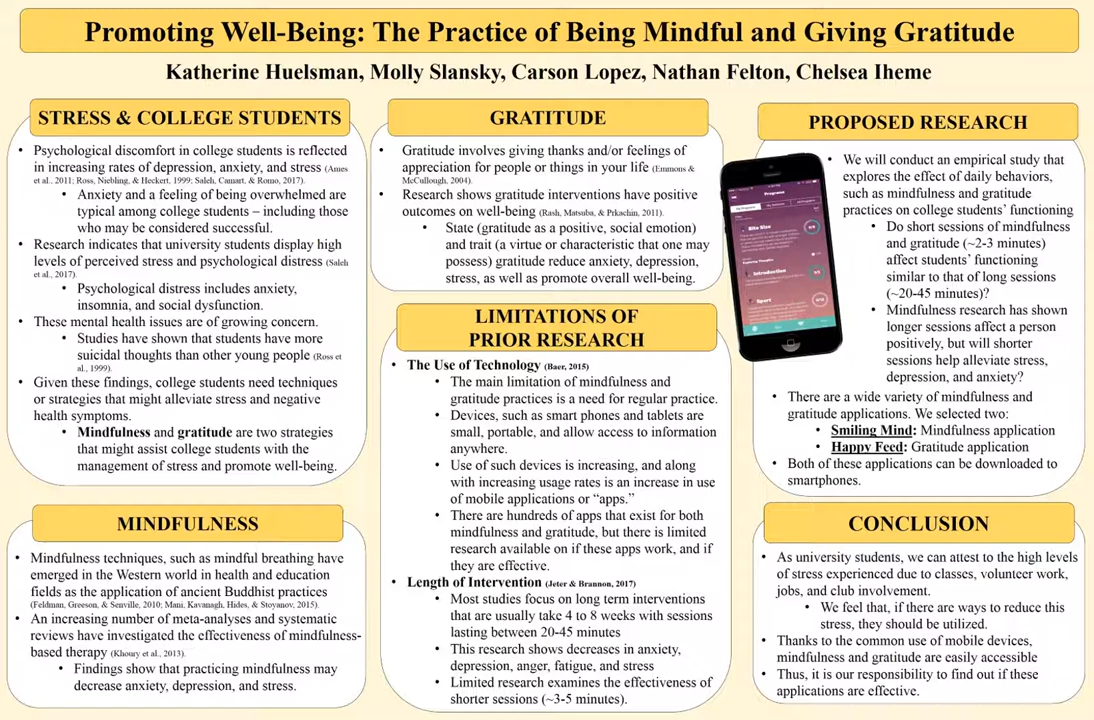 Promoting Well-Being: The Practice of Being Mindful and Giving Gratitude
Katherine Huelsman, Molly Slansky, Carson Lopez, Nathan Felton, Chelsea Iheme
STRESS & COLLEGE STUDENTS
• Psychological discomfort in college students is reflected
in increasing rates of depression, anxiety, and stress (Ames
et al., 2011; Ross, Niebling, & Heckert, 1999; Saleh, Camart, & Romo, 2017).
• Anxiety and a feeling of being overwhelmed are
typical among college students – including those
who may be considered successful.
• Research indicates that university students display high
levels of perceived stress and psychological distress (Saleh
et al., 2017).
• Psychological distress includes anxiety,
insomnia, and social dysfunction.
• These mental health issues are of growing concern.
• Studies have shown that students have more
suicidal thoughts than other young people (Ross et
al., 1999).
• Given these findings, college students need techniques
or strategies that might alleviate stress and negative
health symptoms.
• Mindfulness and gratitude are two strategies
that might assist college students with the
management of stress and promote well-being.
MINDFULNESS
• Mindfulness techniques, such as mindful breathing have
emerged in the Western world in health and education
fields as the application of ancient Buddhist practices
(Feldman, Greeson, & Senville, 2010; Mani, Kavanagh, Hides, & Stoyanov, 2015).
• An increasing number of meta-analyses and systematic
reviews have investigated the effectiveness of mindfulness-
based therapy (Khoury et al., 2013).
• Findings show that practicing mindfulness may
decrease anxiety, depression, and stress.
GRATITUDE
• Gratitude involves giving thanks and/or feelings of
appreciation for people or things in your life (Emmons &
McCullough, 2004).
• Research shows gratitude interventions have positive
outcomes on well-being (Rash, Matsuba, & Prkachin, 2011).
• State (gratitude as a positive, social emotion)
and trait (a virtue or characteristic that one may
possess) gratitude reduce anxiety, depression,
stress, as well as promote overall well-being.
LIMITATIONS OF
PRIOR RESEARCH
• The Use of Technology (Baer, 2015)
• The main limitation of mindfulness and
gratitude practices is a need for regular practice.
• Devices, such as smart phones and tablets are
small, portable, and allow access to information
anywhere.
• Use of such devices is increasing, and along
with increasing usage rates is an increase in use
of mobile applications or “apps.”
• There are hundreds of apps that exist for both
mindfulness and gratitude, but there is limited
research available on if these apps work, and if
they are effective.
• Length of Intervention (Jeter & Brannon, 2017)
• Most studies focus on long term interventions
that are usually take 4 to 8 weeks with sessions
lasting between 20-45 minutes
• This research shows decreases in anxiety,
depression, anger, fatigue, and stress
• Limited research examines the effectiveness of
shorter sessions (~3-5 minutes).
PROPOSED RESEARCH
Programs
Bite Size
Introduction
Sport
• We will conduct an empirical study that
explores the effect of daily behaviors,
such as mindfulness and gratitude
practices on college students’ functioning
• Do short sessions of mindfulness
and gratitude (~2-3 minutes)
affect students’ functioning
similar to that of long sessions
(~20-45 minutes)?
• Mindfulness research has shown
longer sessions affect a person
positively, but will shorter
sessions help alleviate stress,
depression, and anxiety?
• There are a wide variety of mindfulness and
gratitude applications. We selected two:
• Smiling Mind: Mindfulness application
• Happy Feed: Gratitude application
• Both of these applications can be downloaded to
smartphones.
CONCLUSION
• As university students, we can attest to the high levels
of stress experienced due to classes, volunteer work,
jobs, and club involvement.
• We feel that, if there are ways to reduce this
stress, they should be utilized.
• Thanks to the common use of mobile devices,
mindfulness and gratitude are easily accessible
• Thus, it is our responsibility to find out if these
applications are effective.